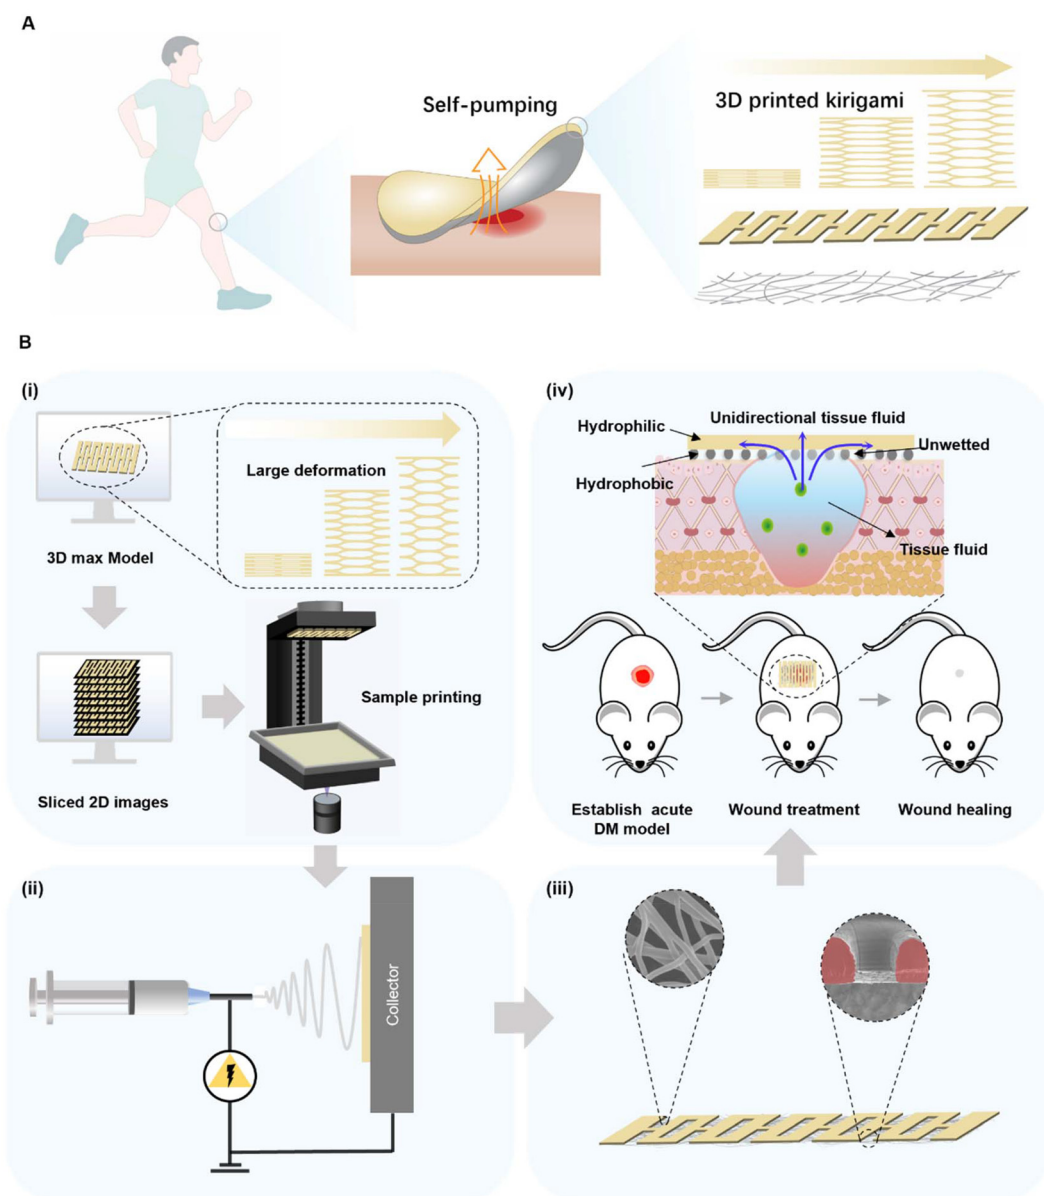 A
Self-pumping
3D printed kirigami
B
(i)
Large deformation
3D max Model
Sample printing
Sliced 2D images
(iv)
Unidirectional tissue fluid
Hydrophilic
Unwetted
Hydrophobic
Tissue fluid
Establish acute
DM model
Wound treatment
Wound healing
(ii)
Collector
(iii)